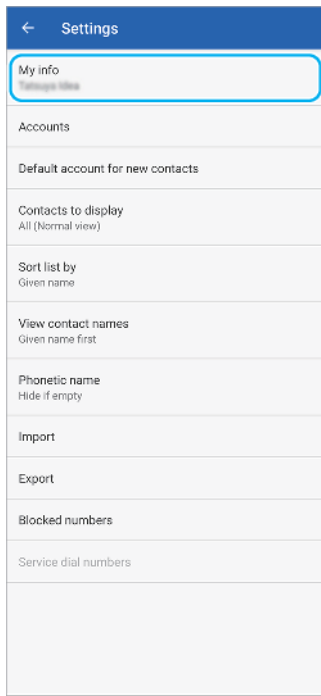 Settings
My info
Accounts
Default account for new contacts
Contacts to display
All (Normal view)
Sort list by
Given name
View contact names
Given name first
Phonetic name
Hide if empty
Import
Export
Blocked numbers
Service dial numbers